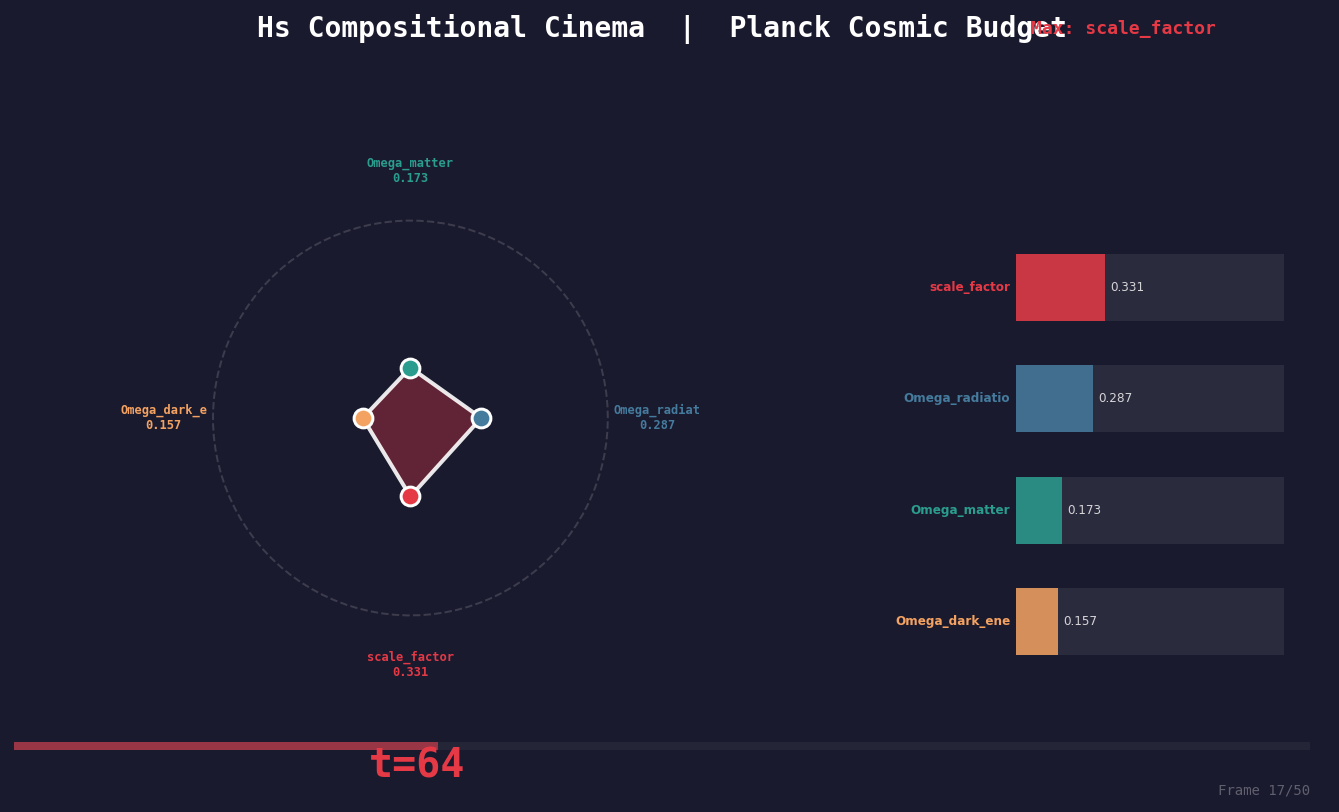 Hs Compositional Cinema | Planck Cosmic Budget
Max: scale_factor
Omega_matter
0.173
Omega_dark_e
0.157
Omega_radiat
0.287
scale_factor
0.331
scale_factor
0.331
Omega_radiatio
0.287
Omega_matter
0.173
Omega_dark_ene
0.157
t=64
Frame 17/50